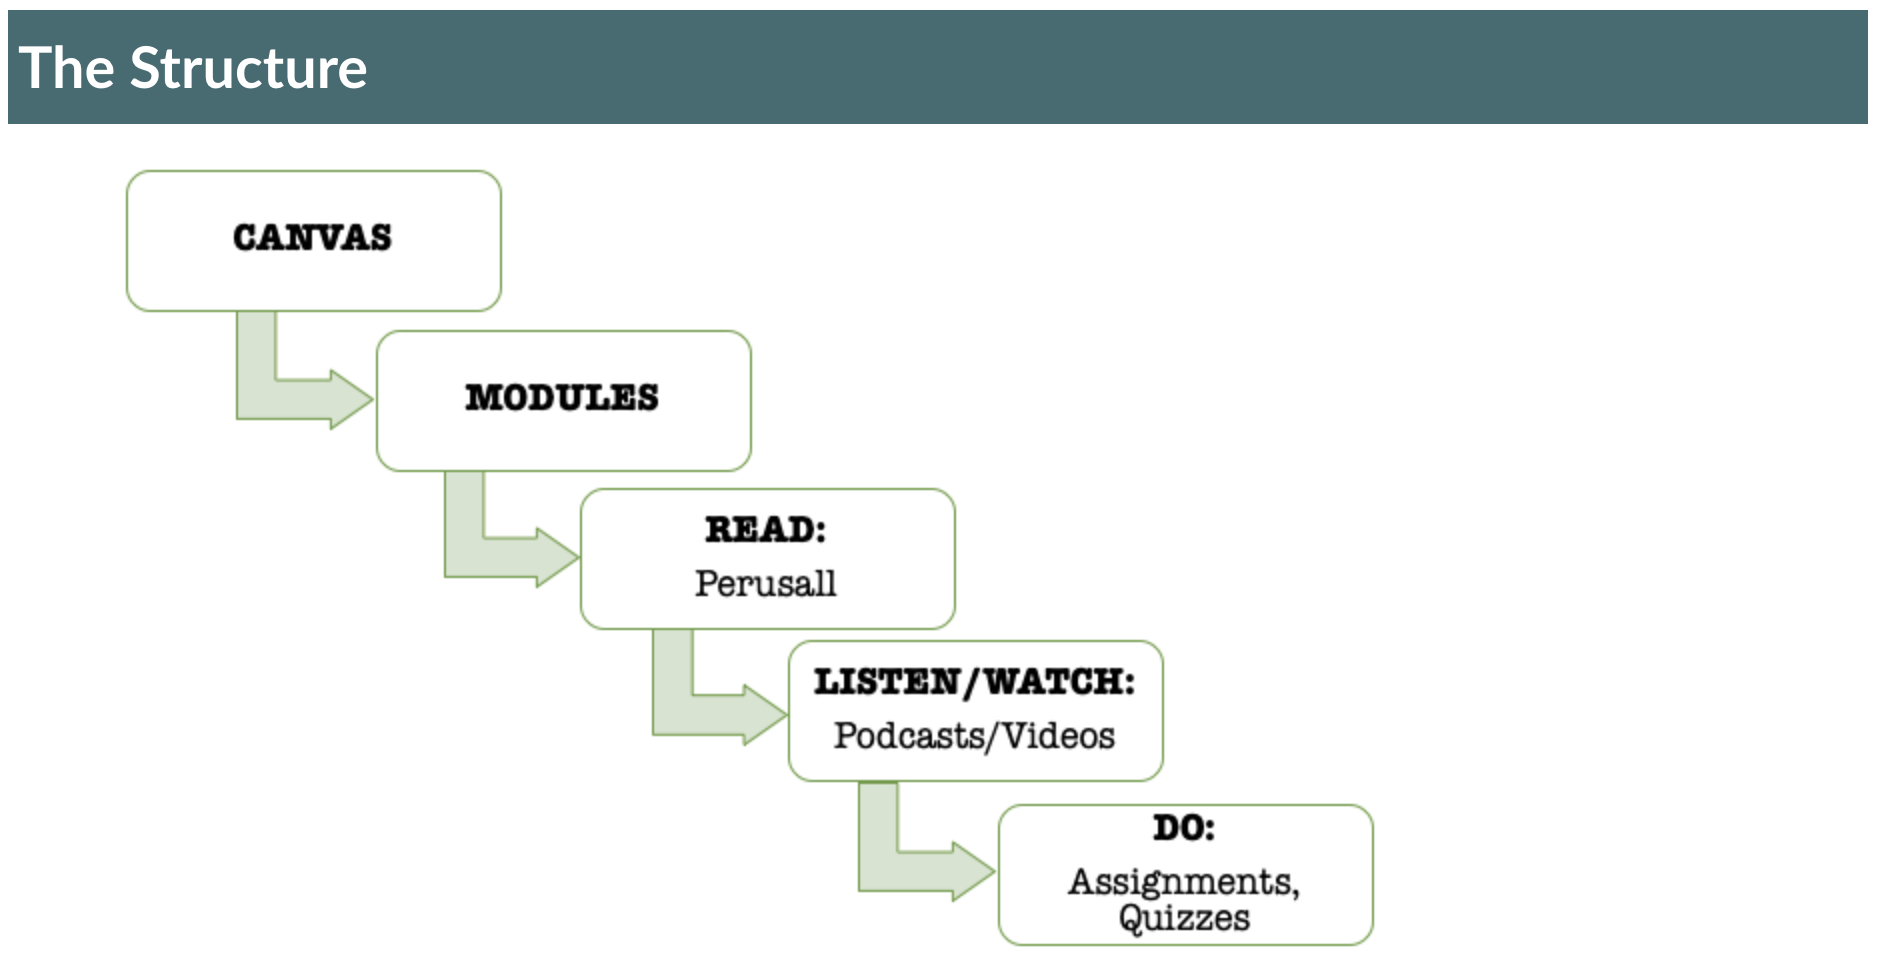 The Structure
CANVAS
MODULES
READ:
Perusall
LISTEN/WATCH:
Podcasts/Videos
DO:
Assignments,
Quizzes